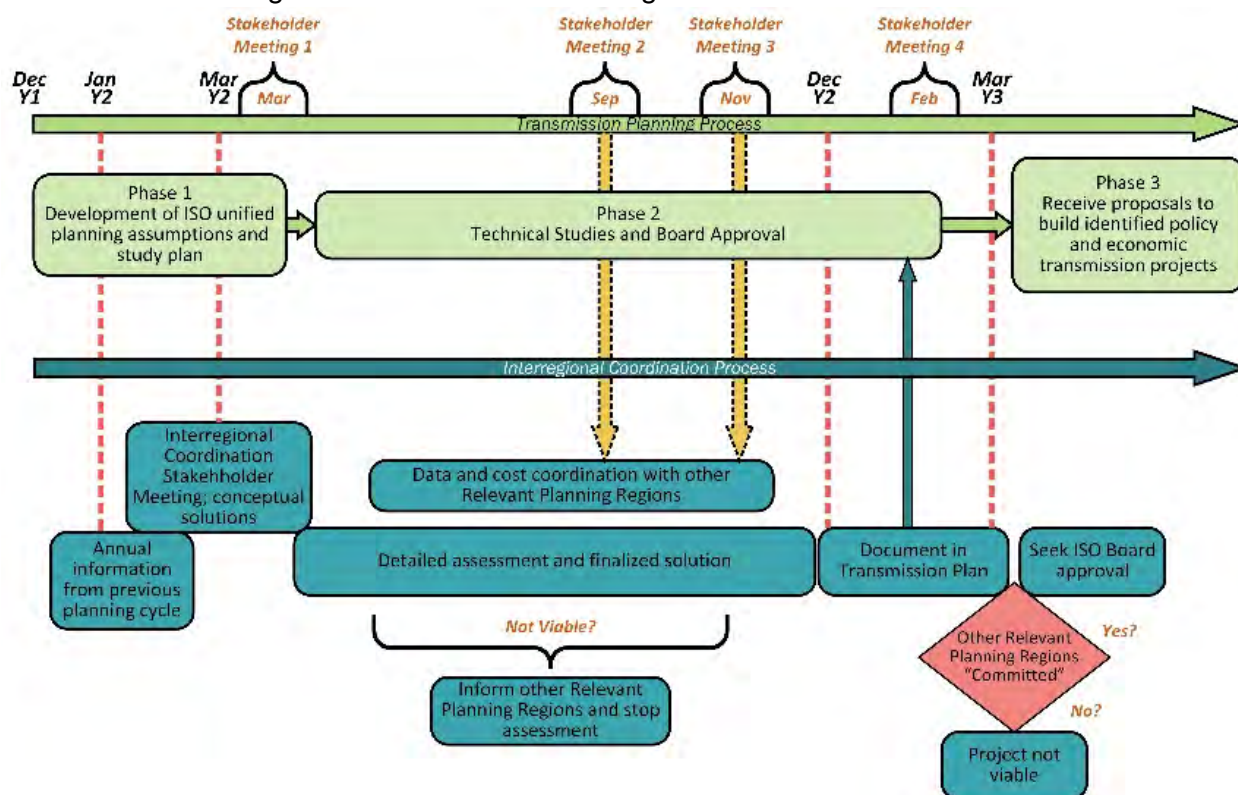 Stakeholder
Meeting 1
Stakeholder
Meeting 2
Stakeholder
Meeting 3
Stakeholder
Meeting 4
Dec
Y1
Jan
Y2
Mar
Y2
Mar
Sep
Nov
Dec
Y2
Feb
Mar
Y3
Transmission Planning Process
Phase 1
Development of ISO unified
planning assumptions and
study plan
Phase 2
Technical Studies and Board Approval
Phase 3
Receive proposals to
build identified policy
and economic
transmission projects
Interregional Coordination Process
Interregional
Coordination
Stakehholder
Meeting; conceptual
solutions
Data and cost coordination with other
Relevant Planning Regions
Annual
information
from previous
planning cycle
Detailed assessment and finalized solution
Document in
Transmission Plan
Seek ISO Board
approval
Not Viable?
Inform other Relevant
Planning Regions and stop
assessment
Other Relevant
Planning Regions
"Committed"
Yes?
No?
Project not
viable